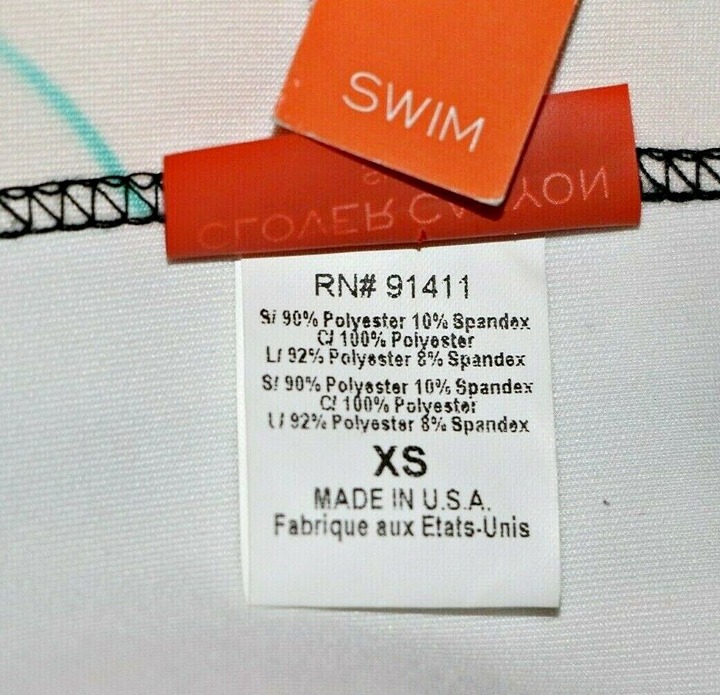 SWIM
CLOVER CANYON
RN# 91411
S/ 90% Polyester 10% Spandex
C/ 100% Polyester
L/ 92% Polyester 8% Spandex
S/ 90% Polyester 10% Spandex
C/ 100% Polyester
L/ 92% Polyester 8% Spandex
XS
MADE IN U.S.A.
Fabrique aux Etats-Unis